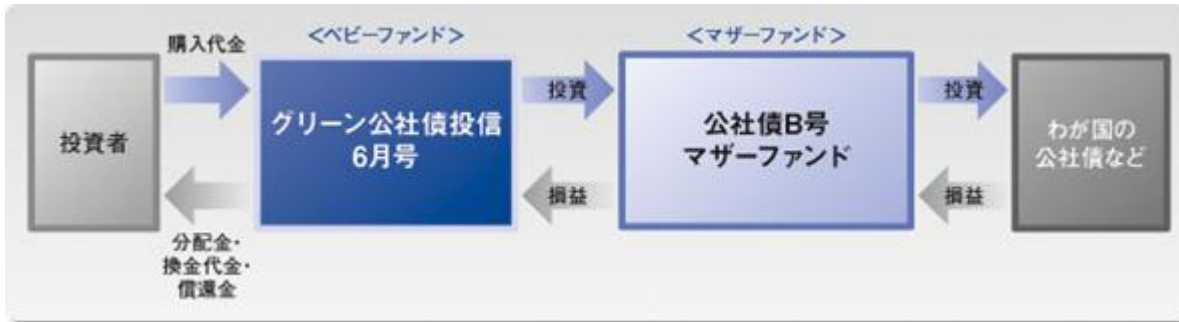 購入代金
<ベビーファンド>
<マザーファンド>
投資者
グリーン公社債投信
6月号
投資
公社債B号
マザーファンド
投資
わが国の
公社債など
損益
損益
分配金・
換金代金・
償還金